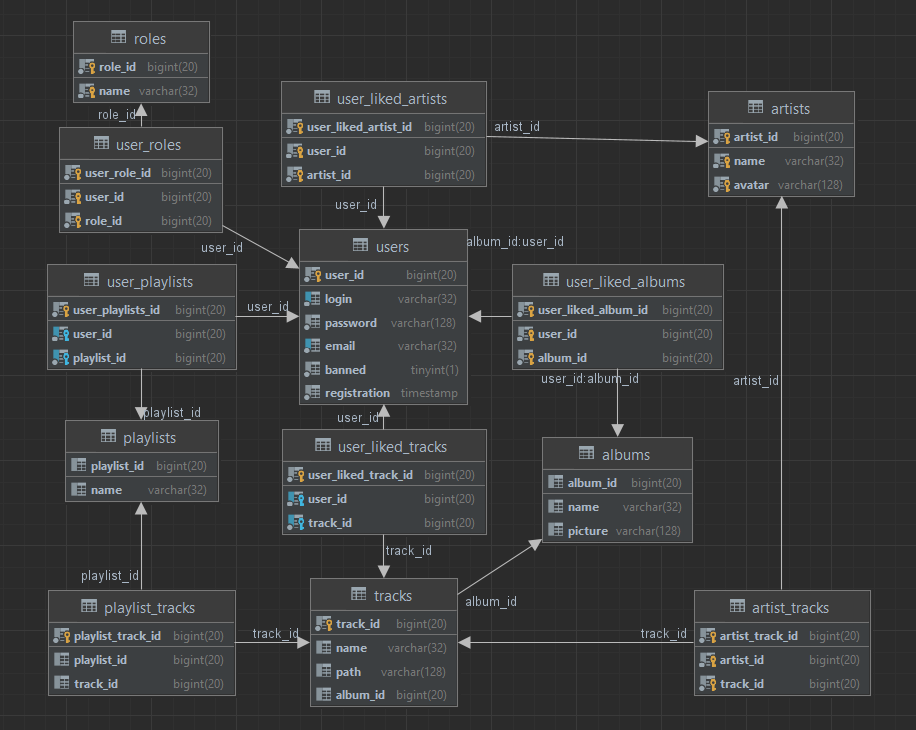 roles
role_id bigint(20)
name varchar(32)
role_id
user_roles
user_role_id bigint(20)
user_id bigint(20)
role_id bigint(20)
user_id
user_liked_artists
user_liked_artist_id bigint(20)
user_id bigint(20)
artist_id bigint(20)
artist_id
user_id
artists
artist_id bigint(20)
name varchar(32)
avatar varchar(128)
users
user_id bigint(20)
login varchar(32)
password varchar(128)
email varchar(32)
banned tinyint(1)
registration timestamp
album_id:user_id
user_playlists
user_playlists_id bigint(20)
user_id bigint(20)
playlist_id bigint(20)
user_id
playlist_id
user_liked_albums
user_liked_album_id bigint(20)
user_id bigint(20)
album_id bigint(20)
user_id:album_id
artist_id
playlists
playlist_id bigint(20)
name varchar(32)
playlist_id
user_id
user_liked_tracks
user_liked_track_id bigint(20)
user_id bigint(20)
track_id bigint(20)
track_id
albums
album_id bigint(20)
name varchar(32)
picture varchar(128)
album_id
playlist_tracks
playlist_track_id bigint(20)
playlist_id bigint(20)
track_id bigint(20)
track_id
tracks
track_id bigint(20)
name varchar(32)
path varchar(128)
album_id bigint(20)
track_id
artist_tracks
artist_track_id bigint(20)
artist_id bigint(20)
track_id bigint(20)